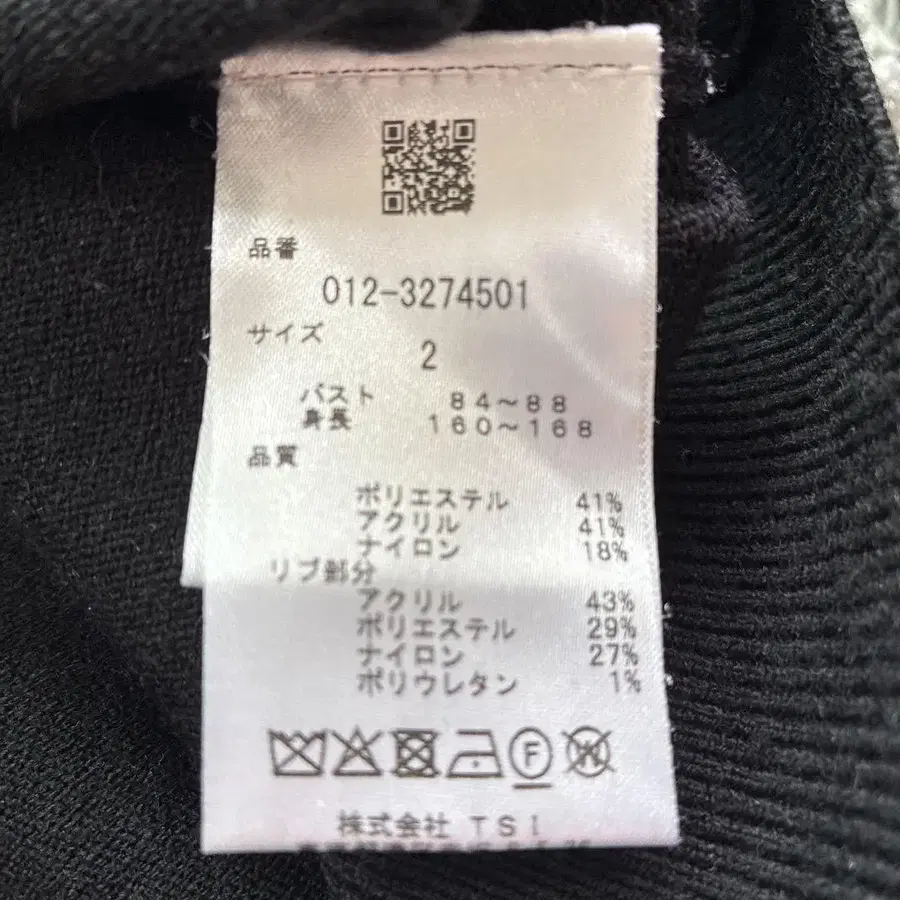 品番
012-3274501
サイズ
2
バスト 84~88
身長 160~168
品質
ポリエステル 41%
アクリル 41%
ナイロン 18%
リブ部分
アクリル 43%
ポリエステル 29%
ナイロン 27%
ポリウレタン 1%
F W
株式会社 TSI